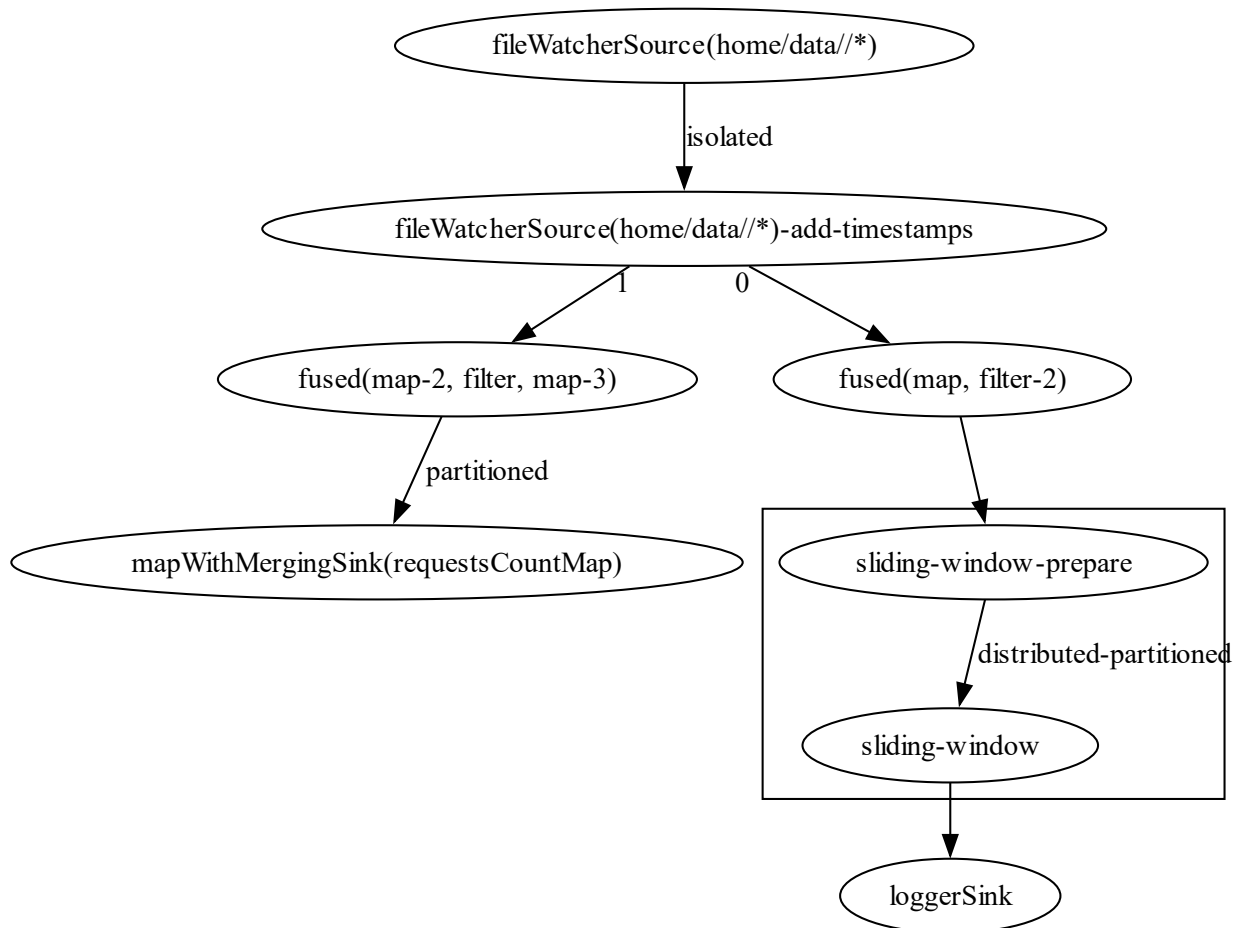 fileWatcherSource(home/data//*)
isolated
fileWatcherSource(home/data//*)-add-timestamps
1
0
fused(map-2, filter, map-3)
fused(map, filter-2)
partitioned
mapWithMergingSink(requestsCountMap)
sliding-window-prepare
distributed-partitioned
sliding-window
loggerSink